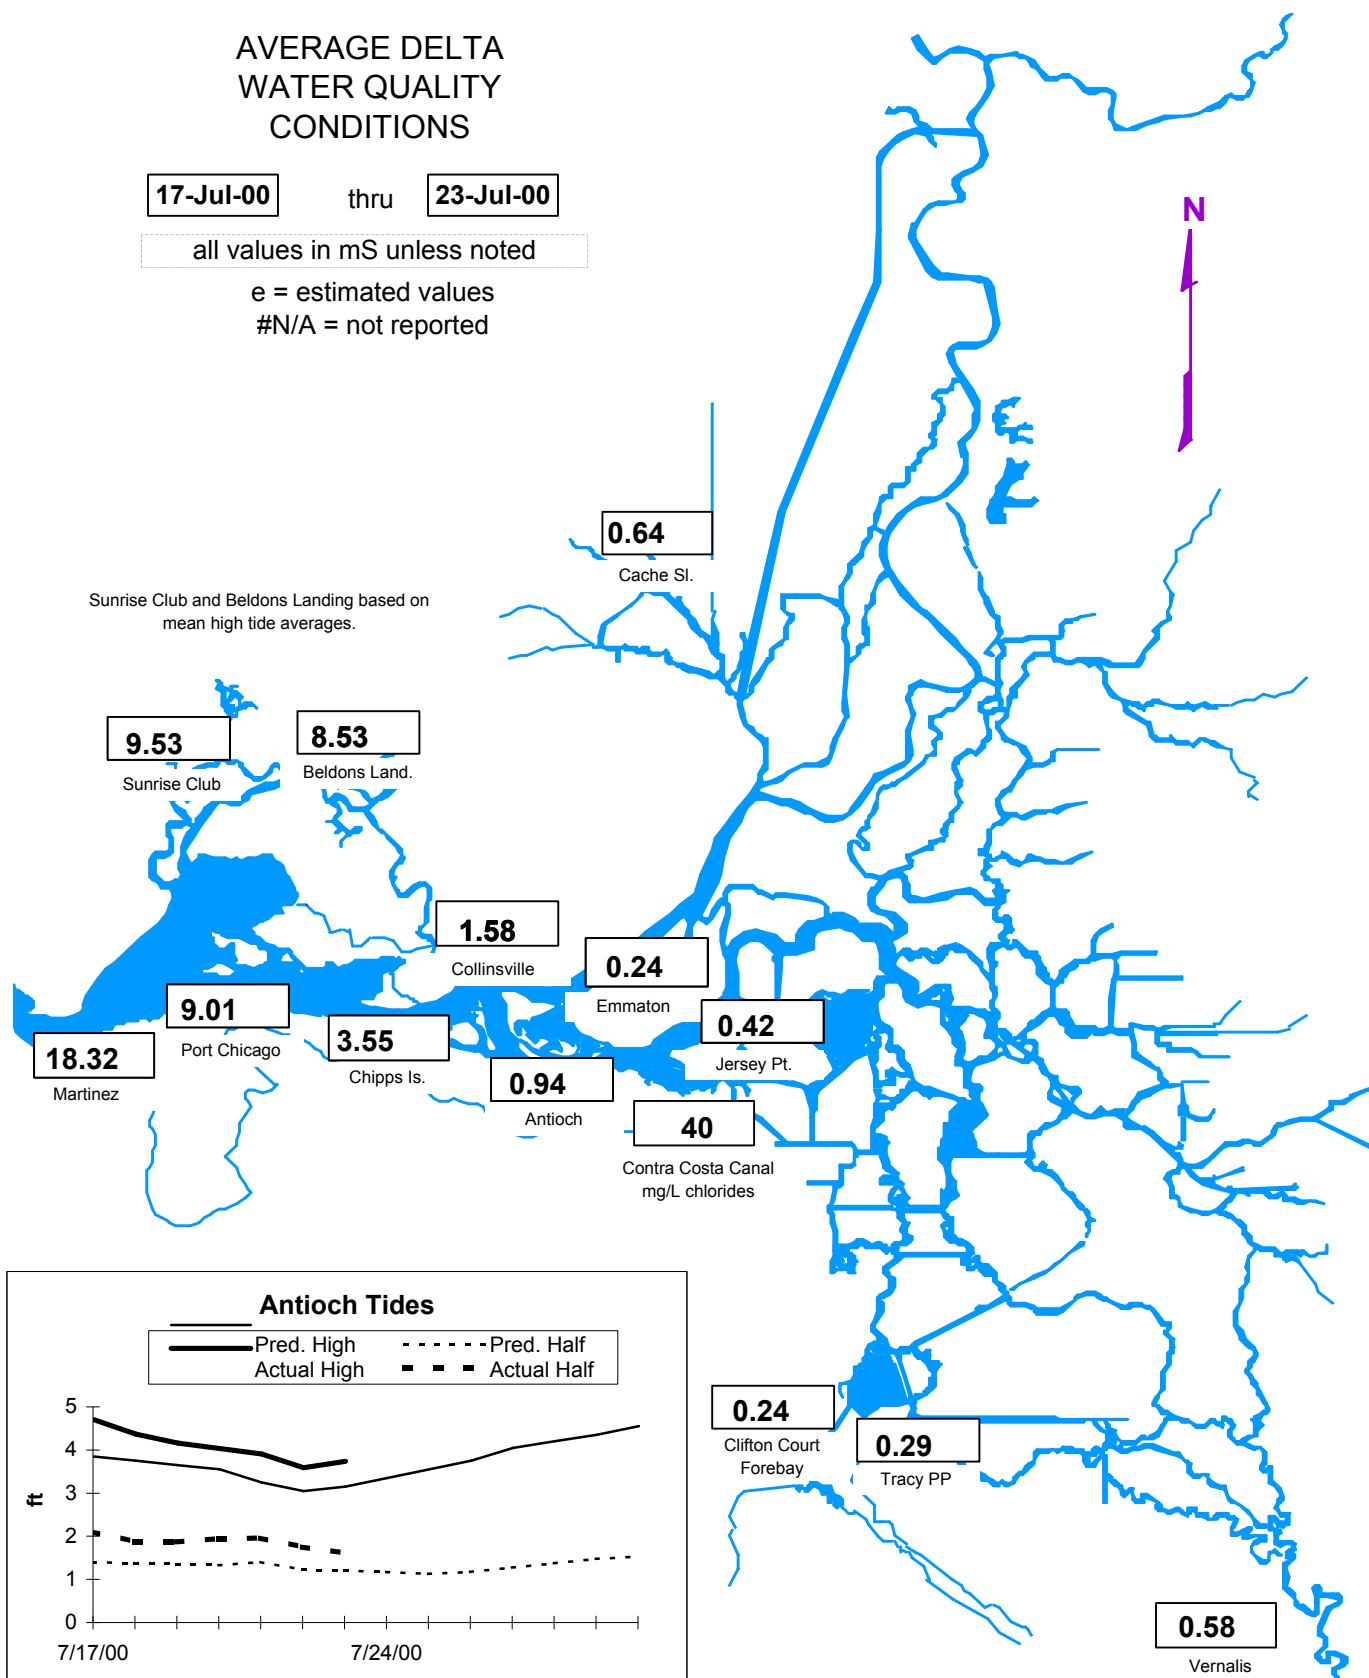 AVERAGE DELTA
WATER QUALITY
CONDITIONS
17-Jul-00 thru 23-Jul-00
all values in mS unless noted
e = estimated values
#N/A = not reported
N
0.64
Cache Sl.
Sunrise Club and Beldons Landing based on
mean high tide averages.
9.53
Sunrise Club
8.53
Beldons Land.
1.58
Collinsville
0.24
Emmaton
9.01
Port Chicago
0.42
Jersey Pt.
3.55
Chipps Is.
18.32
Martinez
0.94
Antioch
40
Contra Costa Canal
mg/L chlorides
Antioch Tides
Pred. High Pred. Half
Actual High Actual Half
5
4
3
2
1
0
ft
7/17/00 7/24/00
0.24
Clifton Court
Forebay
0.29
Tracy PP
0.58
Vernalis